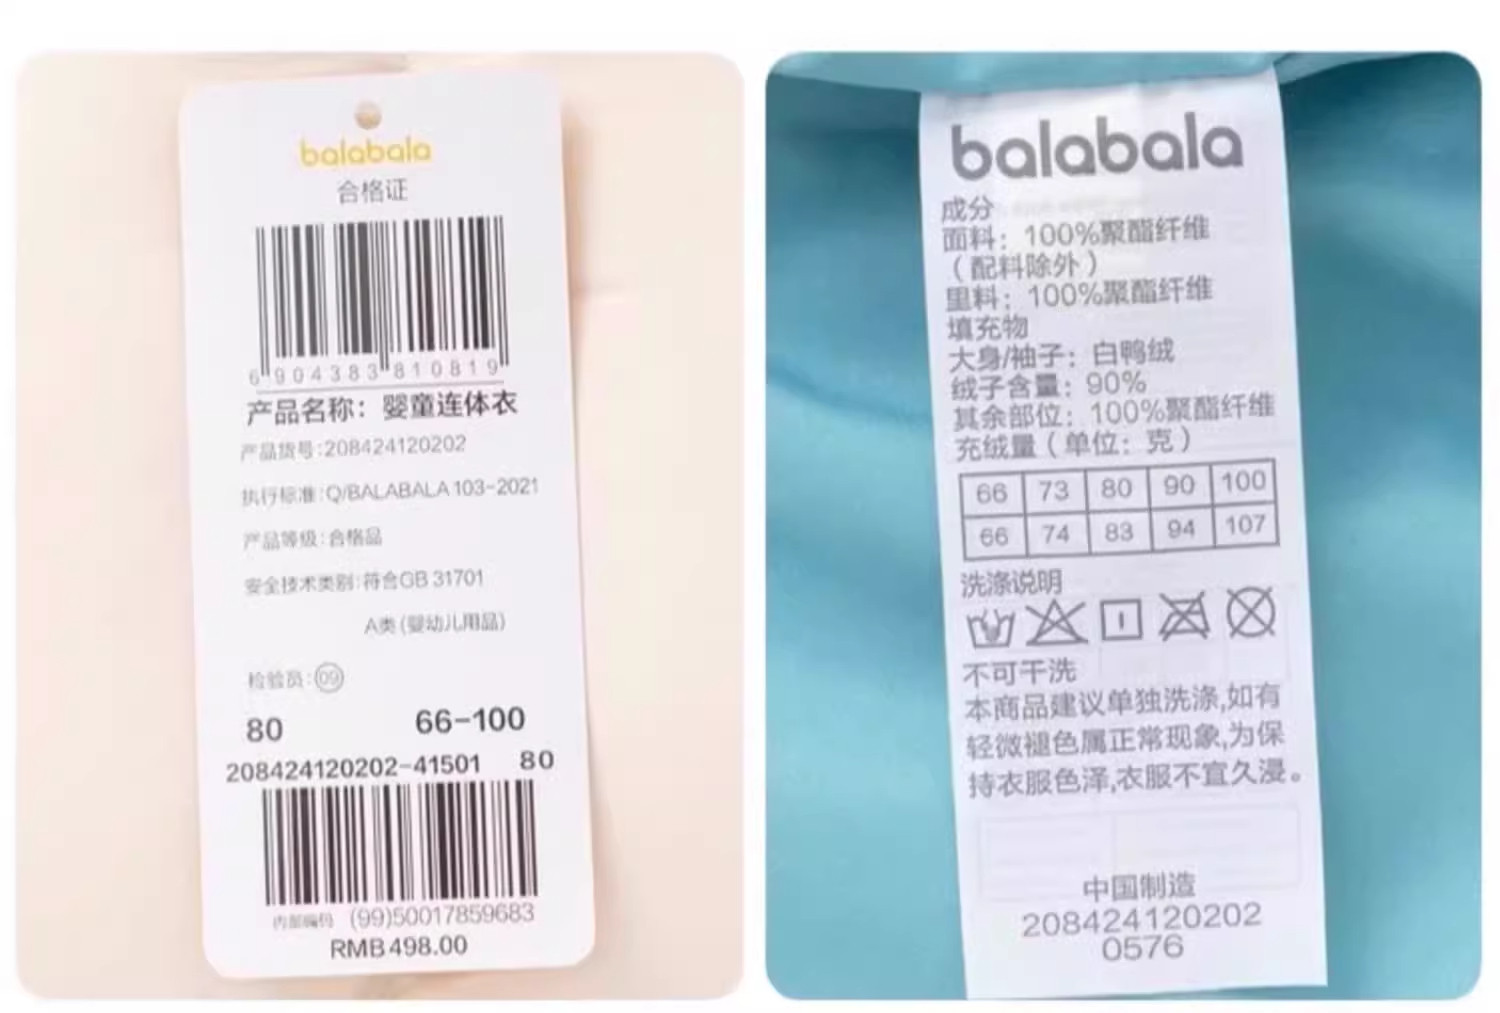 balabala
合格证
6 904383 810819
产品名称：婴童连体衣
产品货号:208424120202
执行标准:Q/BALABALA 103-2021
产品等级:合格品
安全技术类别:符合GB 31701
A类(婴幼儿用品)
检验员:09
80 66-100
208424120202-41501 80
内部编码 (99)50017859683
RMB 498.00
balabala
成分
面料：100%聚酯纤维
（配料除外）
里料：100%聚酯纤维
填充物
大身/袖子：白鸭绒
绒子含量：90%
其余部位：100%聚酯纤维
充绒量（单位：克）
66 73 80 90 100
66 74 83 94 107
洗涤说明
不可干洗
本商品建议单独洗涤,如有
轻微褪色属正常现象,为保
持衣服色泽,衣服不宜久浸。
中国制造
208424120202
0576